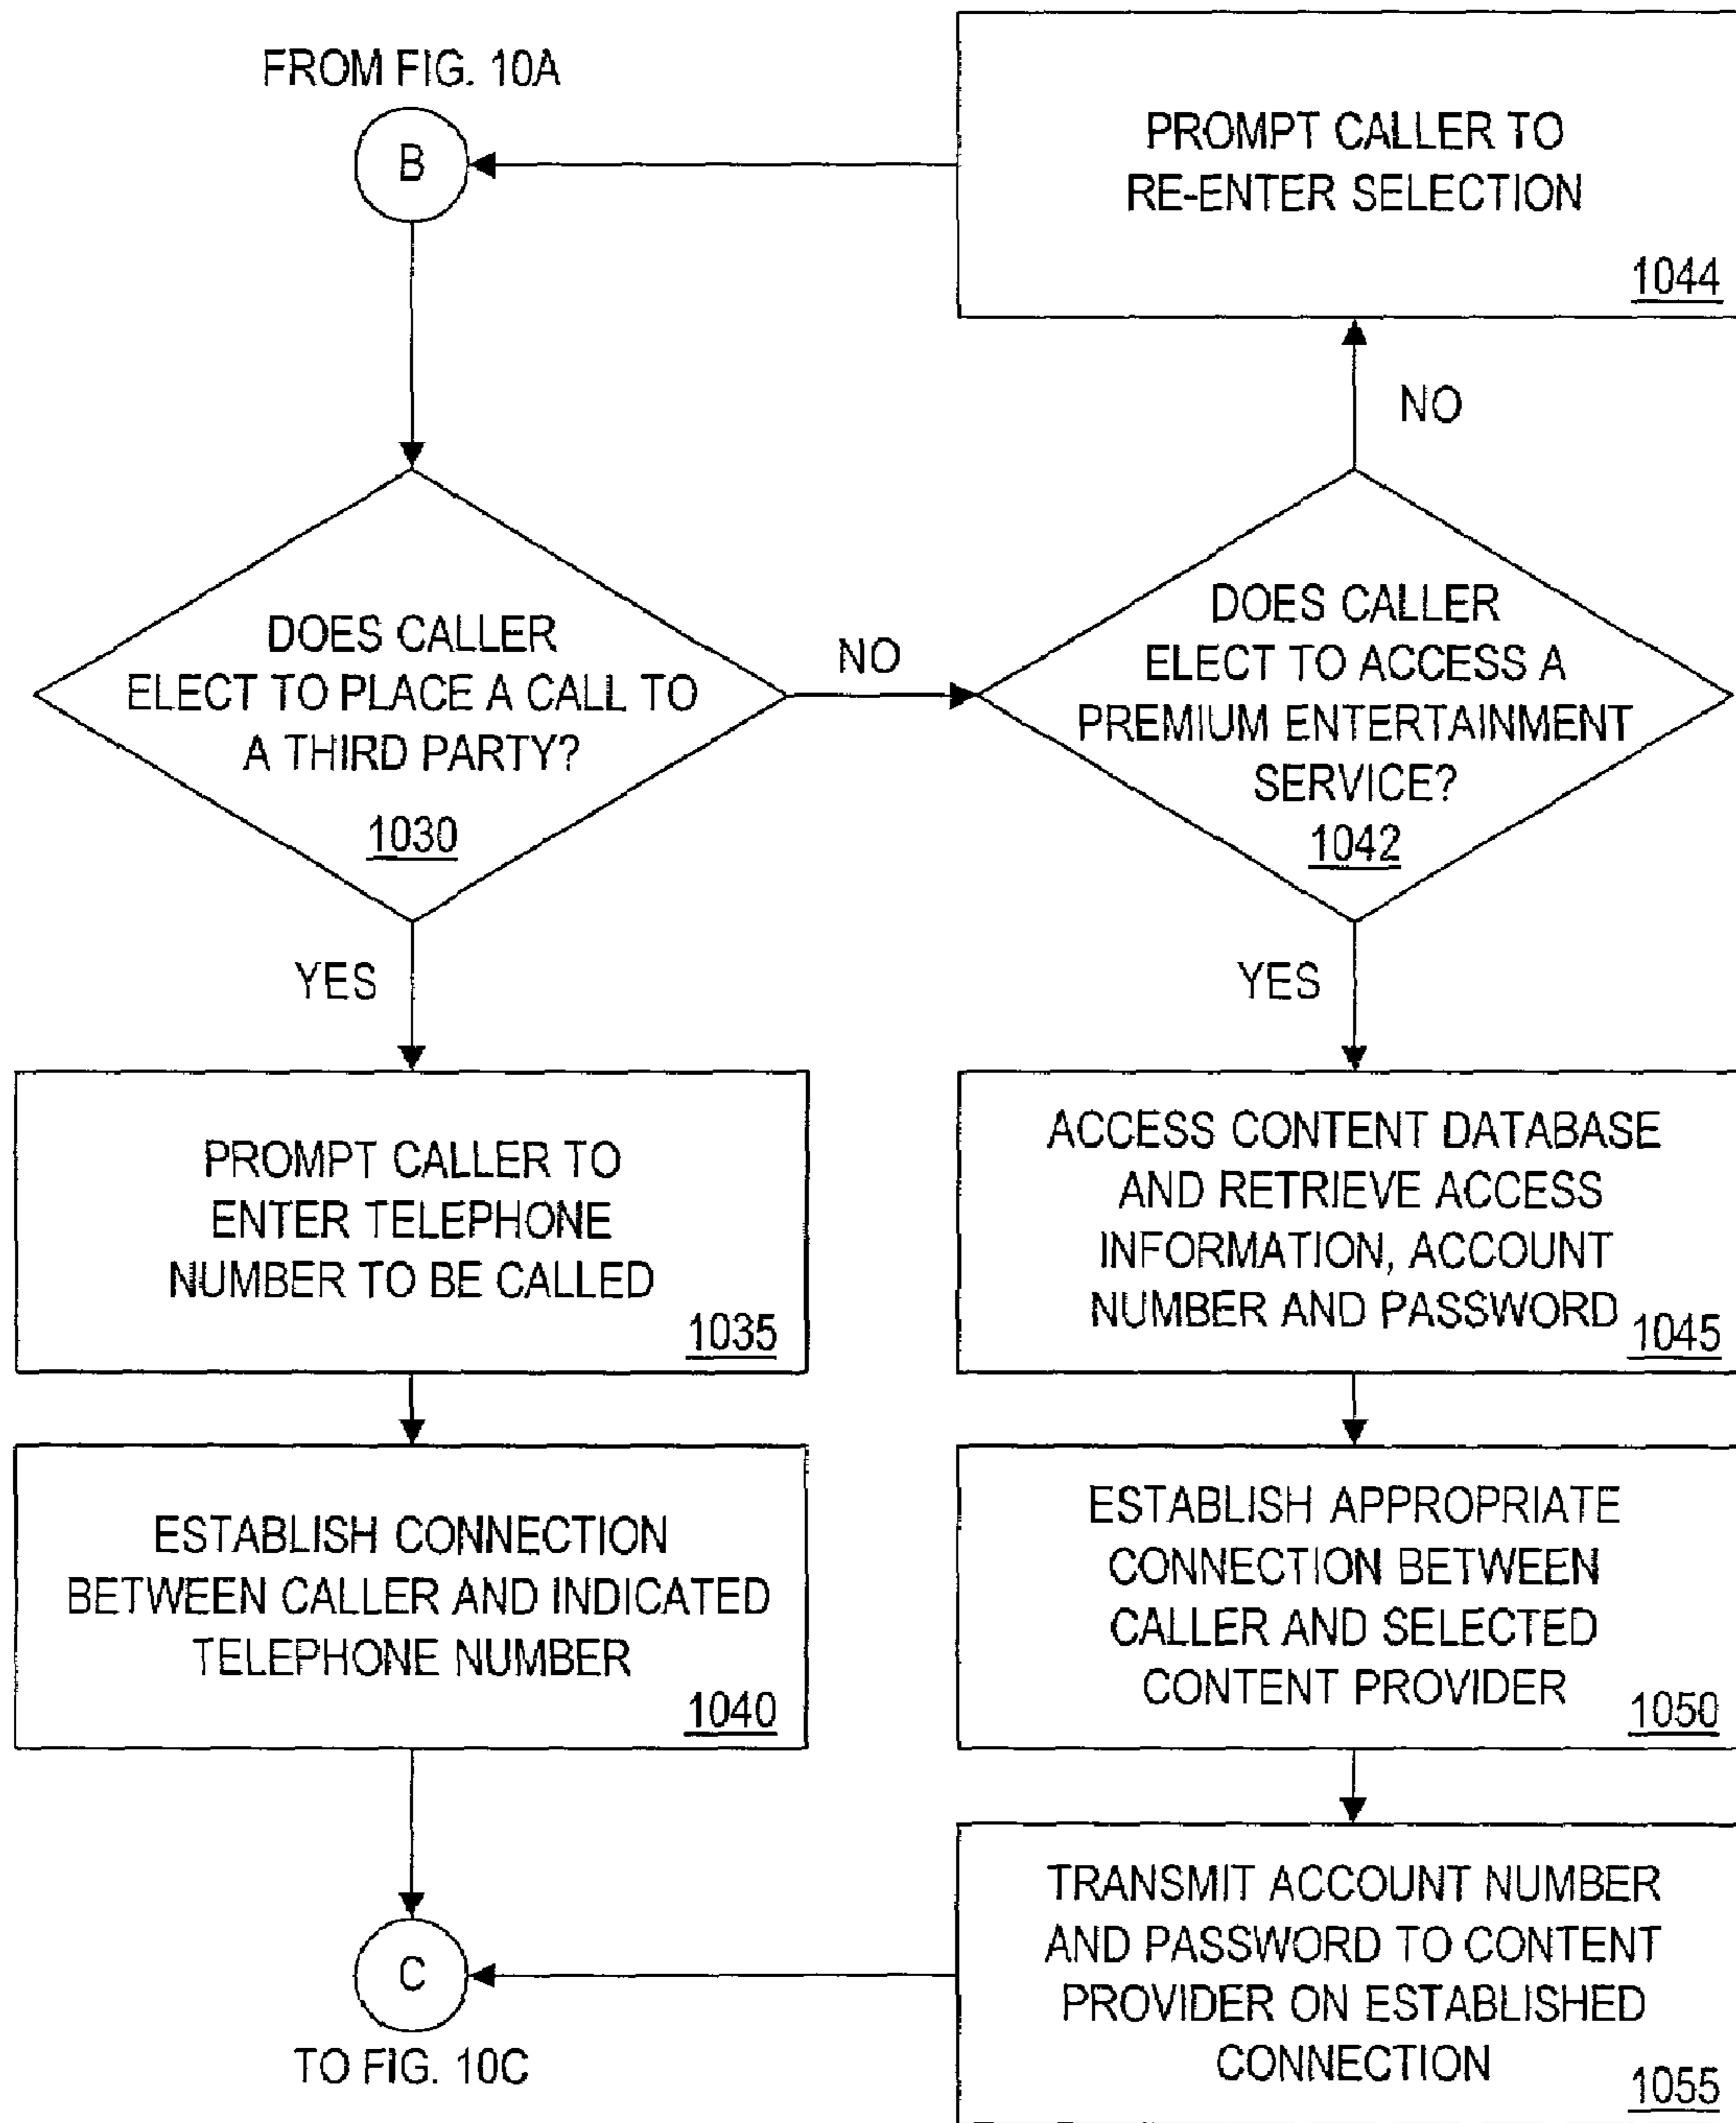 FROM FIG. 10A
B
PROMPT CALLER TO
RE-ENTER SELECTION
1044
NO
DOES CALLER
ELECT TO PLACE A CALL TO
A THIRD PARTY?
1030
NO
DOES CALLER
ELECT TO ACCESS A
PREMIUM ENTERTAINMENT
SERVICE?
1042
YES
YES
PROMPT CALLER TO
ENTER TELEPHONE
NUMBER TO BE CALLED
1035
ACCESS CONTENT DATABASE
AND RETRIEVE ACCESS
INFORMATION, ACCOUNT
NUMBER AND PASSWORD
1045
ESTABLISH CONNECTION
BETWEEN CALLER AND INDICATED
TELEPHONE NUMBER
1040
ESTABLISH APPROPRIATE
CONNECTION BETWEEN
CALLER AND SELECTED
CONTENT PROVIDER
1050
C
TO FIG. 10C
TRANSMIT ACCOUNT NUMBER
AND PASSWORD TO CONTENT
PROVIDER ON ESTABLISHED
CONNECTION
1055